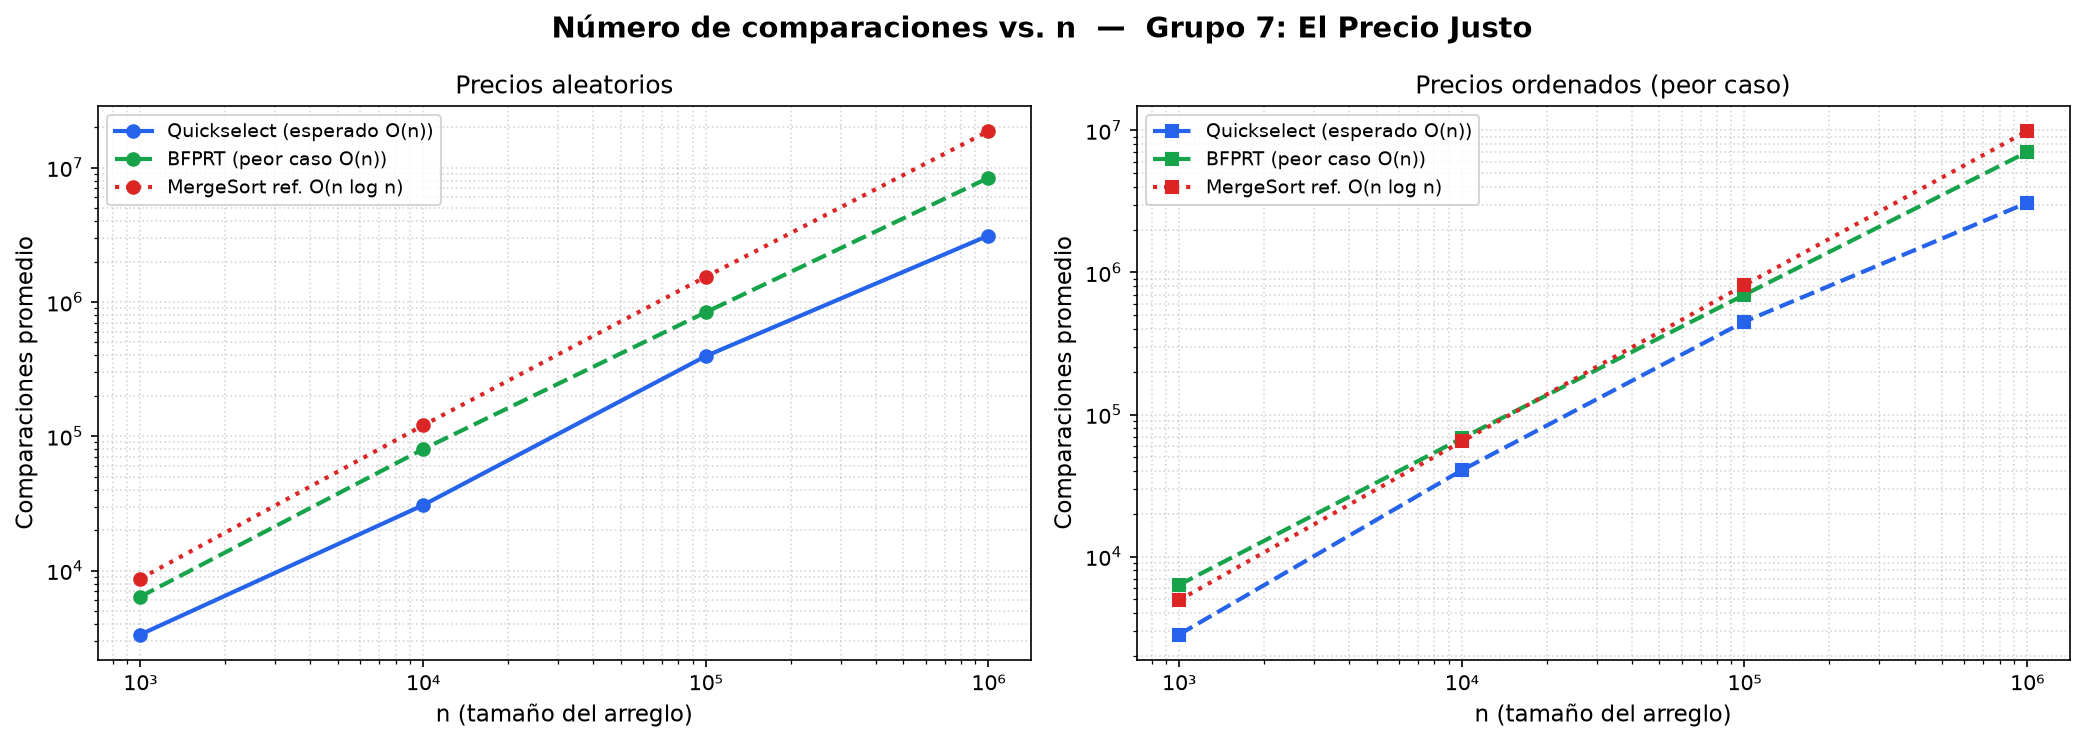 Número de comparaciones vs. n — Grupo 7: El Precio Justo
Precios aleatorios
Quickselect (esperado O(n))
BFPRT (peor caso O(n))
MergeSort ref. O(n log n)
Comparaciones promedio
10⁷
10⁶
10⁵
10⁴
10³ 10⁴ 10⁵ 10⁶
n (tamaño del arreglo)
Precios ordenados (peor caso)
Quickselect (esperado O(n))
BFPRT (peor caso O(n))
MergeSort ref. O(n log n)
Comparaciones promedio
10⁷
10⁶
10⁵
10⁴
10³ 10⁴ 10⁵ 10⁶
n (tamaño del arreglo)